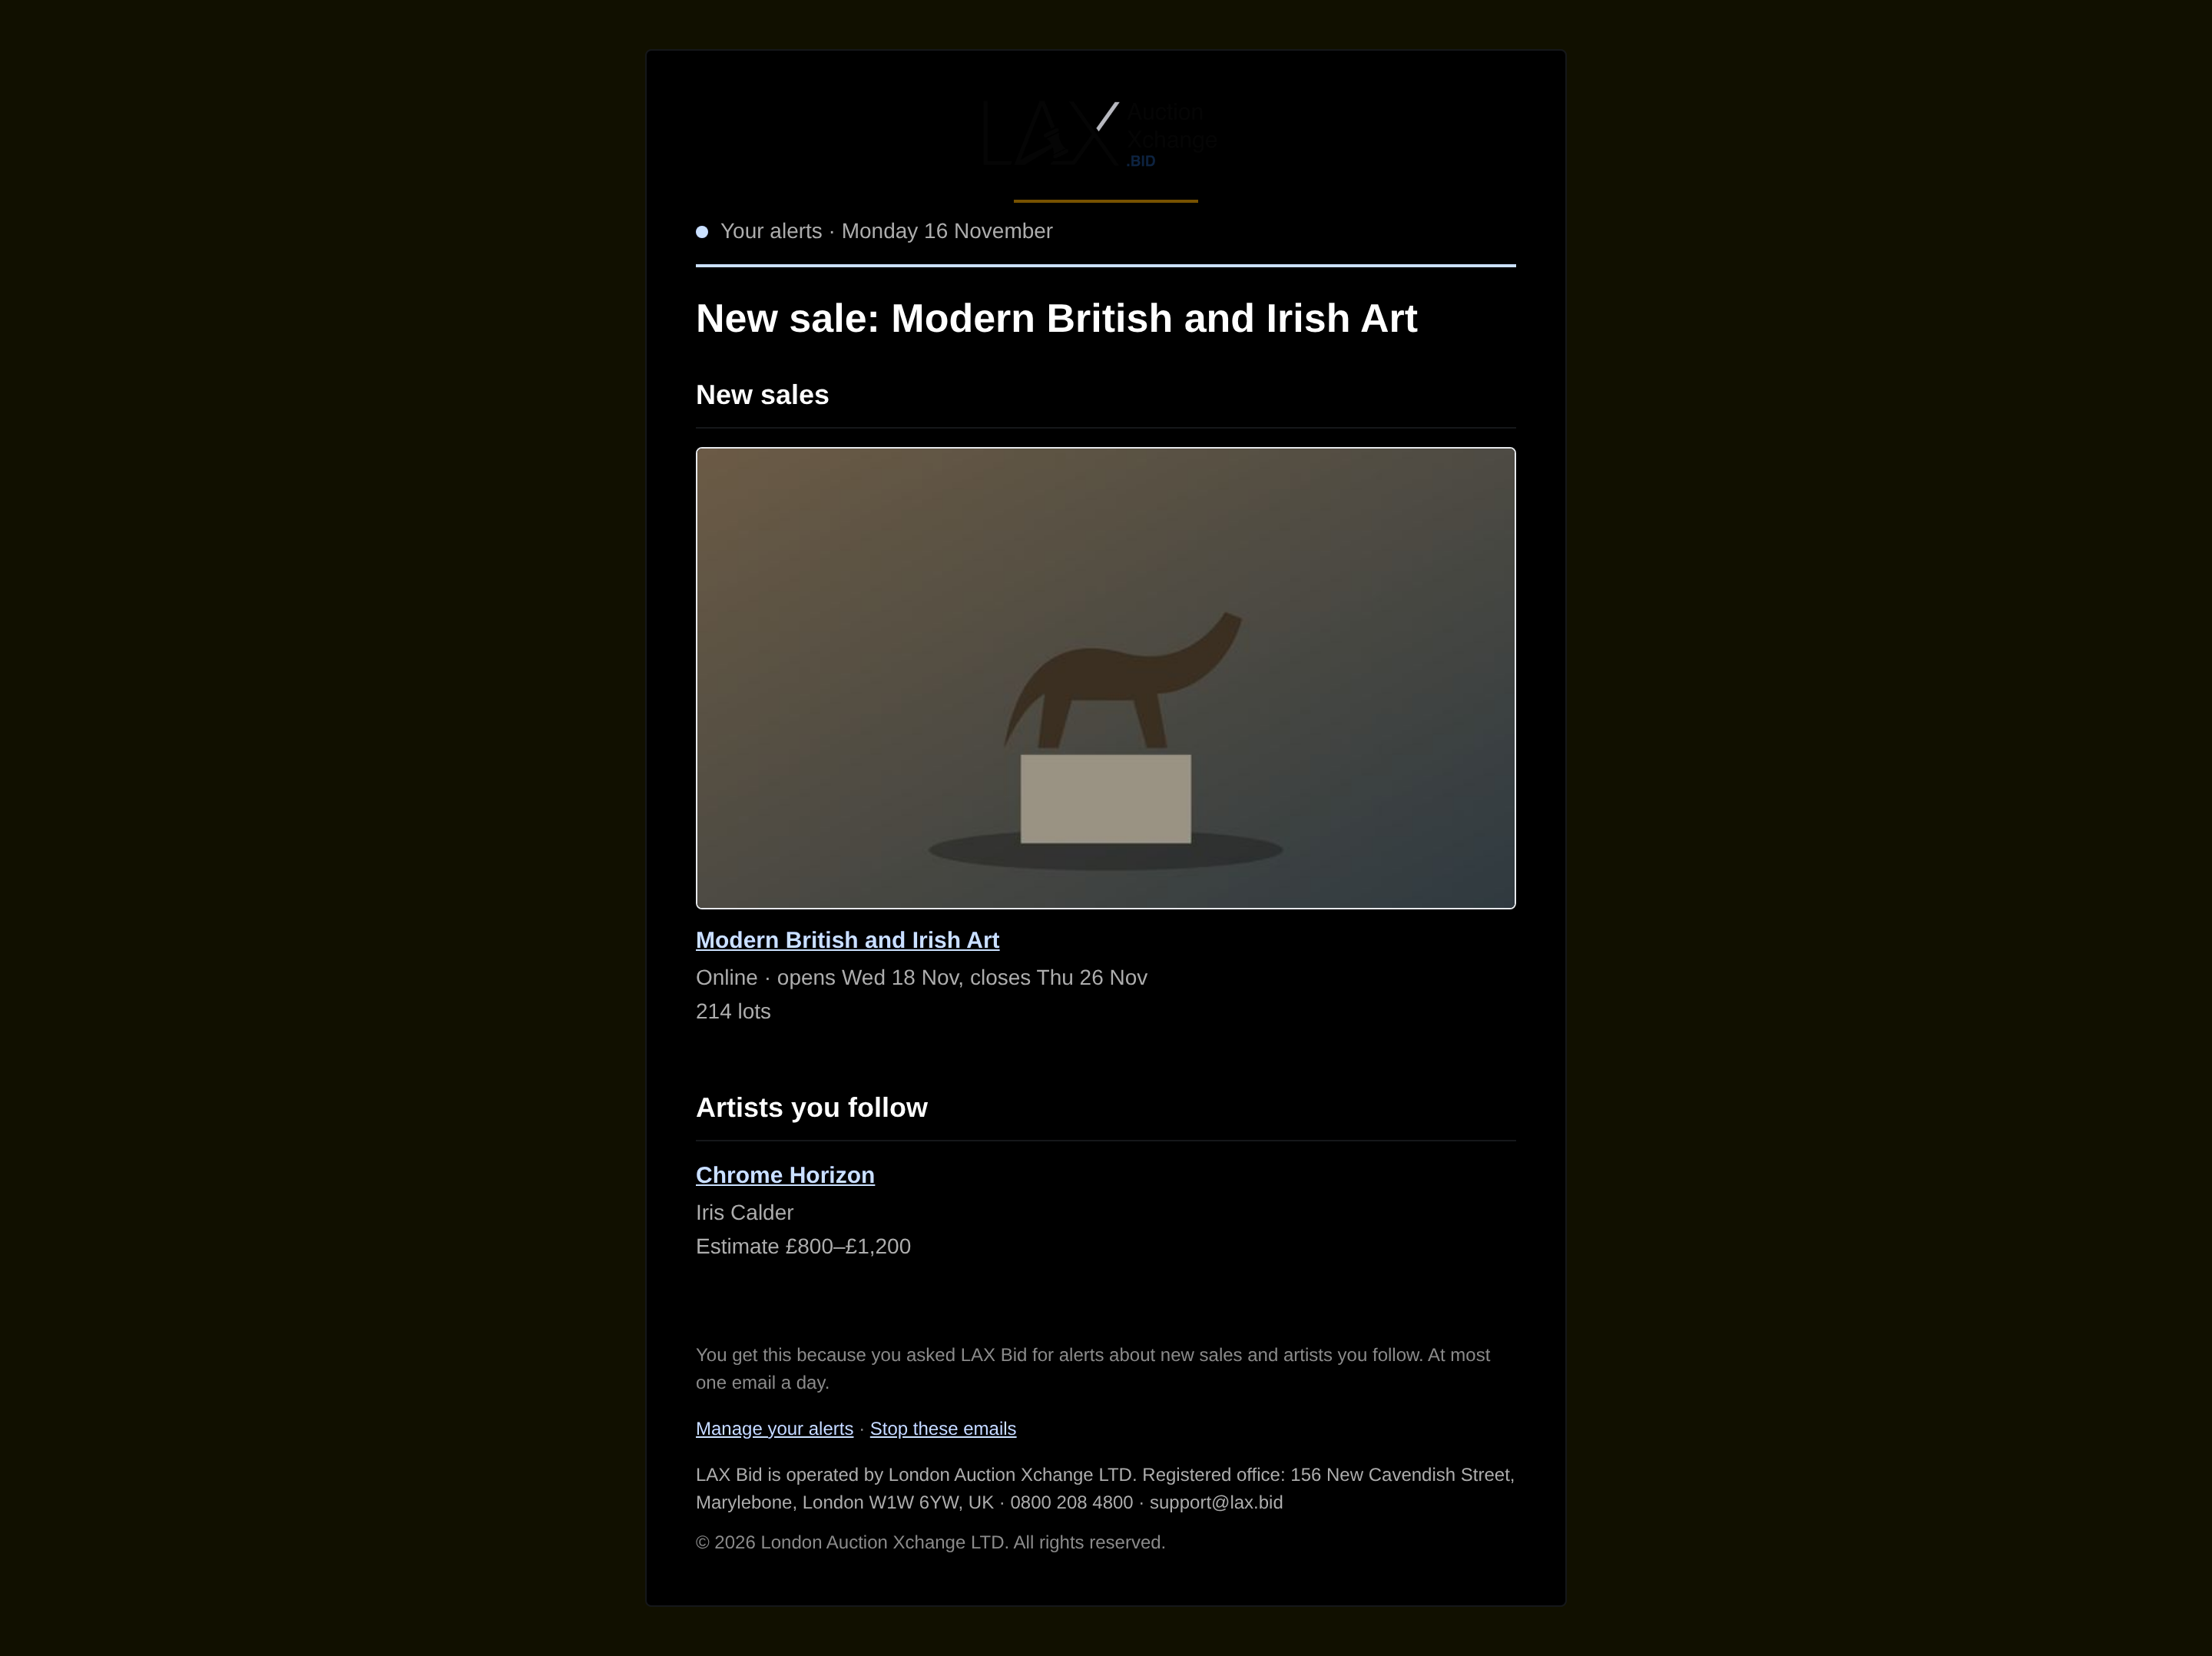 LAX Auction
Xchange
.BID
Your alerts · Monday 16 November
New sale: Modern British and Irish Art
New sales
Modern British and Irish Art
Online · opens Wed 18 Nov, closes Thu 26 Nov
214 lots
Artists you follow
Chrome Horizon
Iris Calder
Estimate £800–£1,200
You get this because you asked LAX Bid for alerts about new sales and artists you follow. At most
one email a day.
Manage your alerts · Stop these emails
LAX Bid is operated by London Auction Xchange LTD. Registered office: 156 New Cavendish Street,
Marylebone, London W1W 6YW, UK · 0800 208 4800 · support@lax.bid
© 2026 London Auction Xchange LTD. All rights reserved.